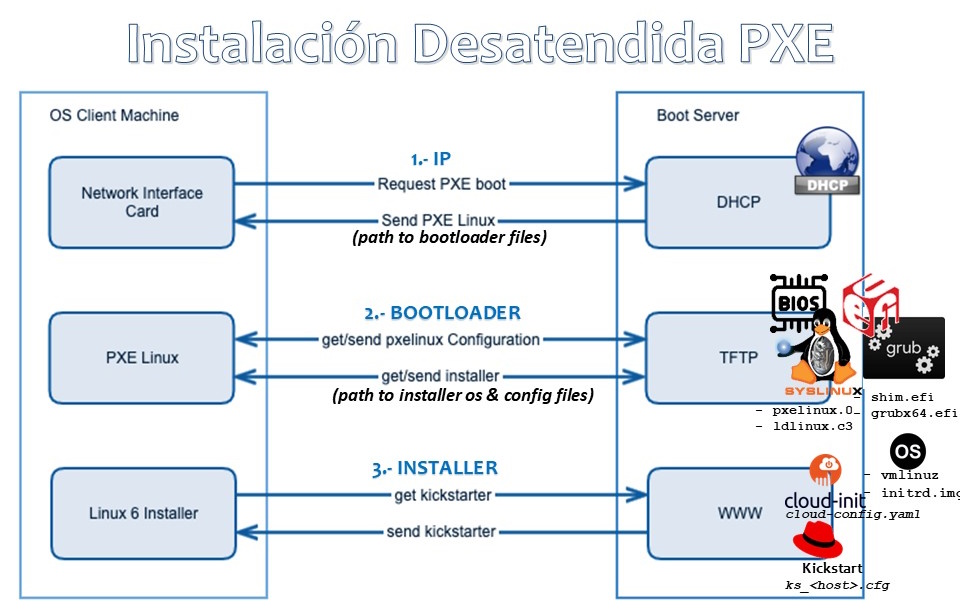 Instalación Desatendida PXE
OS Client Machine
Boot Server
1.- IP
Network Interface
Card
Request PXE boot
DHCP
DHCP
Send PXE Linux
(path to bootloader files)
BIOS
efi
2.- BOOTLOADER
PXE Linux
get/send pxelinux Configuration
TFTP
grub
get/send installer
SYSLINUX
(path to installer os & config files)
- pxelinux.0
- ldlinux.c3
- shim.efi
- grubx64.efi
OS
- vmlinuz
- initrd.img
3.- INSTALLER
Linux 6 Installer
get kickstarter
WWW
cloud-init
cloud-config.yaml
send kickstarter
Kickstart
ks_<host>.cfg